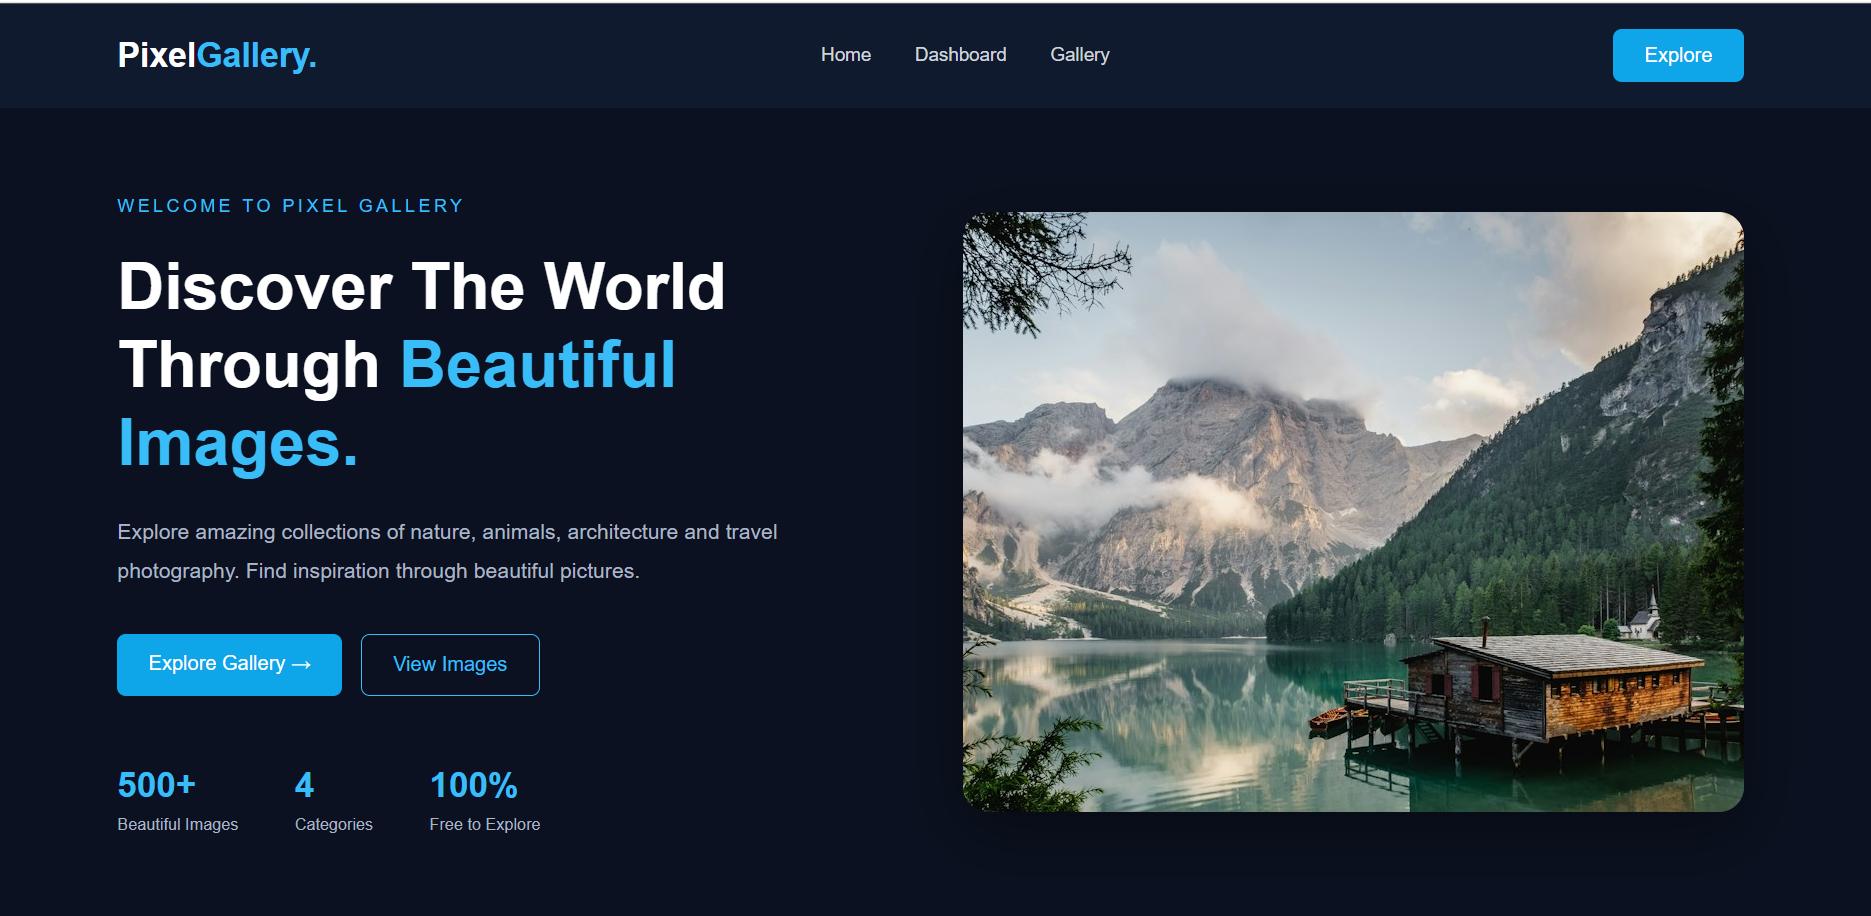 PixelGallery.
Home
Dashboard
Gallery
Explore
WELCOME TO PIXEL GALLERY
Discover The World
Through Beautiful
Images.
Explore amazing collections of nature, animals, architecture and travel
photography. Find inspiration through beautiful pictures.
Explore Gallery →
View Images
500+
Beautiful Images
4
Categories
100%
Free to Explore